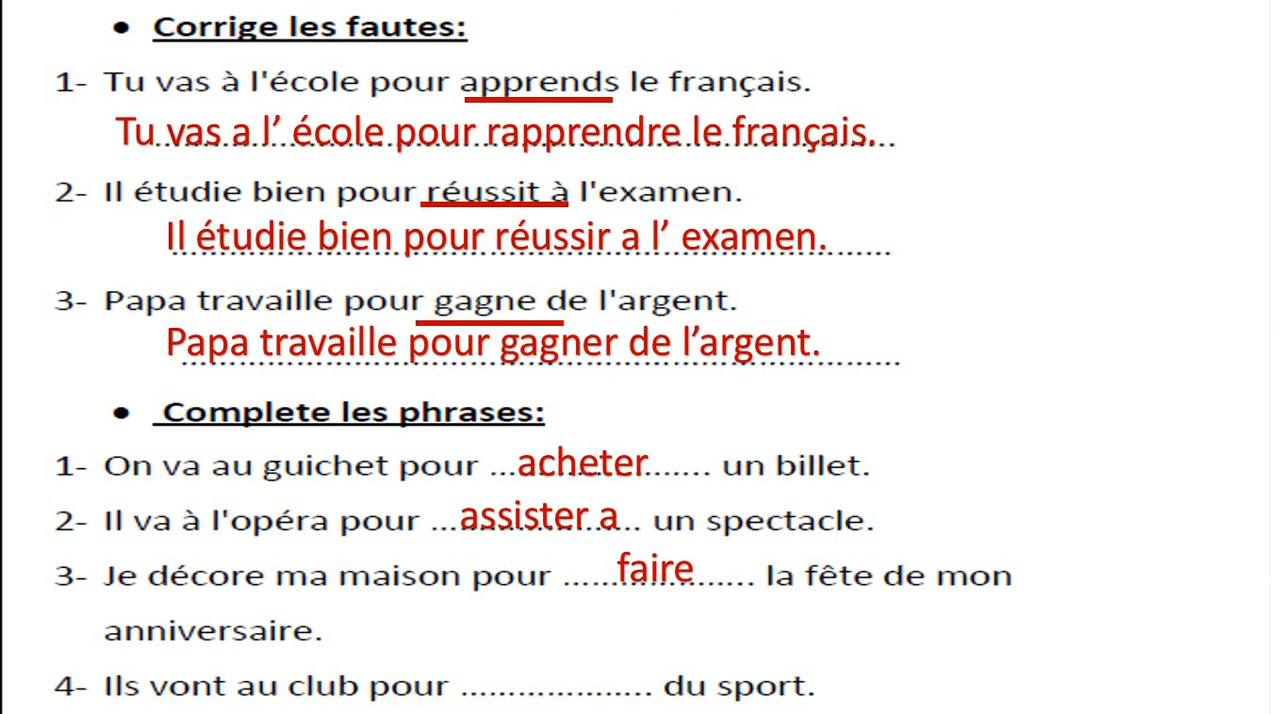 • Corrige les fautes:
1- Tu vas à l'école pour apprends le français.
Tu vas a l’ école pour rapprendre le français.
2- Il étudie bien pour réussit à l'examen.
Il étudie bien pour réussir a l’ examen.
3- Papa travaille pour gagne de l'argent.
Papa travaille pour gagner de l’argent.
• Complete les phrases:
1- On va au guichet pour ...acheter....... un billet.
2- Il va à l'opéra pour ...assister a... un spectacle.
3- Je décore ma maison pour ......faire...... la fête de mon
anniversaire.
4- Ils vont au club pour .................... du sport.